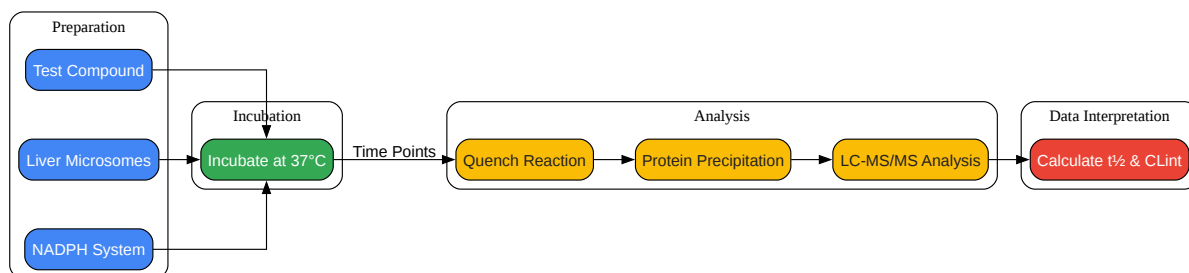 Preparation
Test Compound
Liver Microsomes
NADPH System
Incubation
Incubate at 37°C
Time Points
Analysis
Quench Reaction
Protein Precipitation
LC-MS/MS Analysis
Data Interpretation
Calculate t½ & CLint